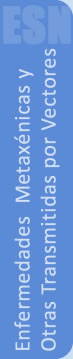 ESN
Enfermedades Metaxénicas y
Otras Transmitidas por Vectores